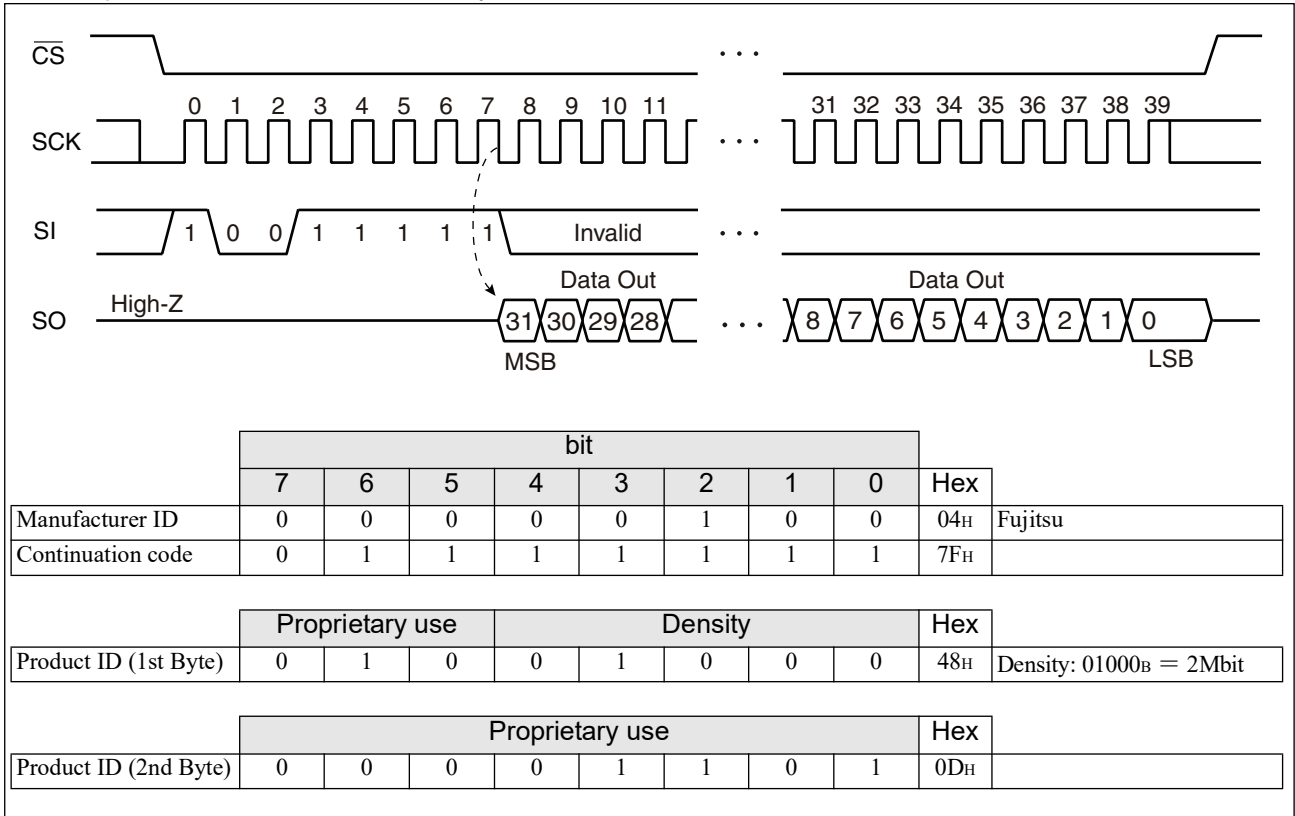 CS
. . .
0 1 2 3 4 5 6 7 8 9 10 11 31 32 33 34 35 36 37 38 39
SCK . . .
SI 1 0 0 1 1 1 1 1 Invalid . . .
Data Out Data Out
High-Z
SO 31 30 29 28 . . . 8 7 6 5 4 3 2 1 0
MSB LSB
bit
7 6 5 4 3 2 1 0 Hex
Manufacturer ID 0 0 0 0 0 1 0 0 04H Fujitsu
Continuation code 0 1 1 1 1 1 1 1 7FH
Proprietary use Density Hex
Product ID (1st Byte) 0 1 0 0 1 0 0 0 48H Density: 01000B = 2Mbit
Proprietary use Hex
Product ID (2nd Byte) 0 0 0 0 1 1 0 1 0DH